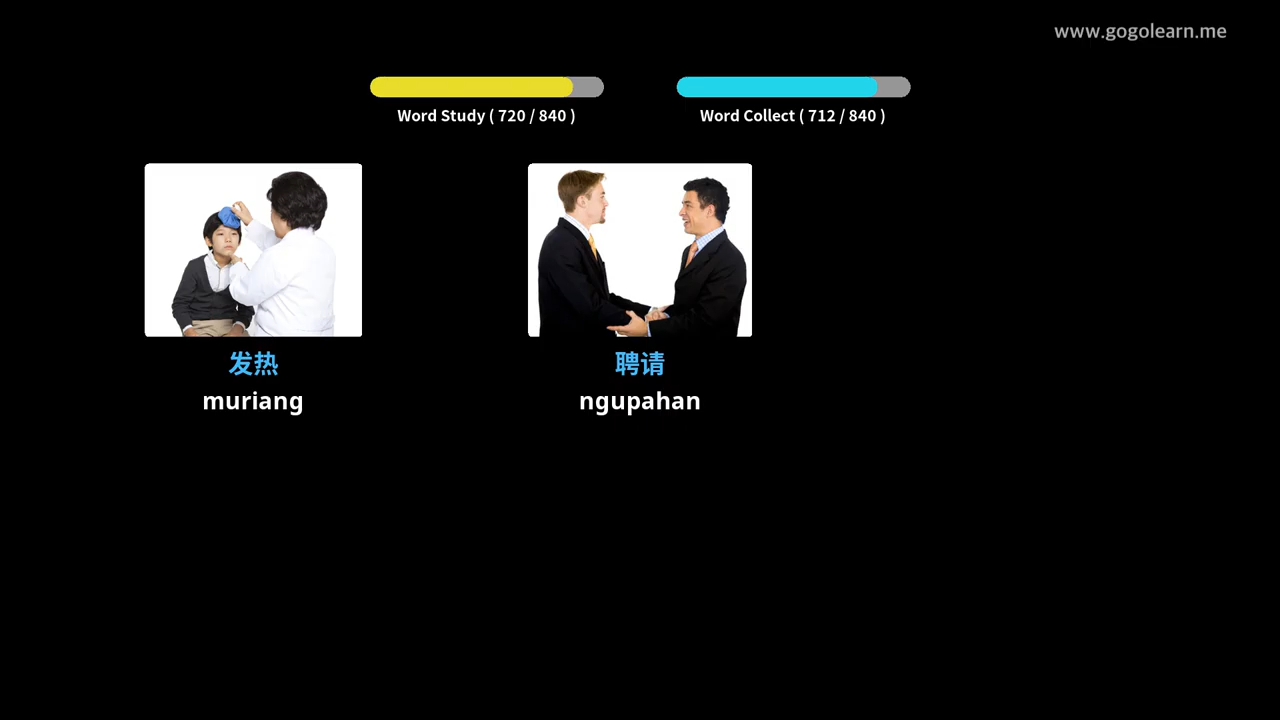 www.gogolearn.me
Word Study ( 720 / 840 )
Word Collect ( 712 / 840 )
发热
muriang
聘请
ngupahan